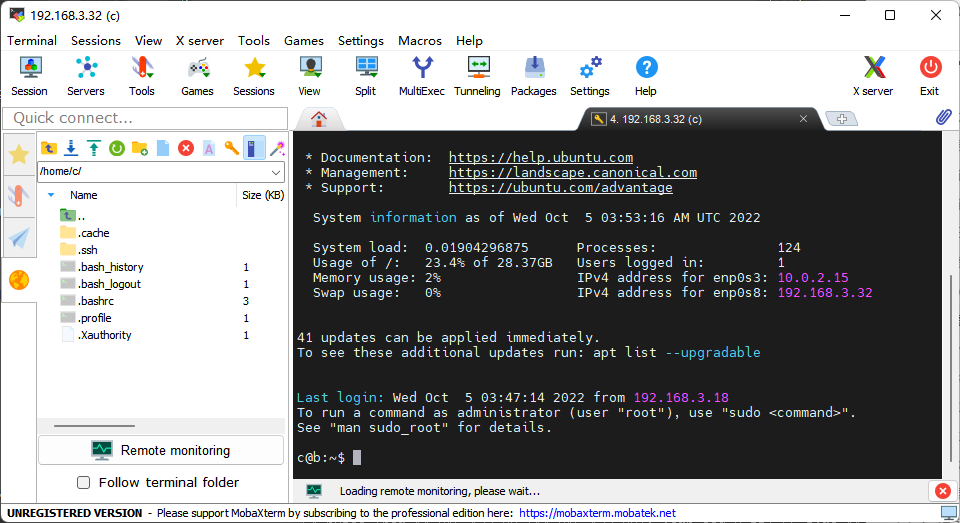 192.168.3.32 (c)
Terminal Sessions View X server Tools Games Settings Macros Help
Session Servers Tools Games Sessions View Split MultiExec Tunneling Packages Settings Help X server Exit
Quick connect...
4. 192.168.3.32 (c)
/home/c/
Name Size (KB)
..
.cache
.ssh
.bash_history 1
.bash_logout 1
.bashrc 3
.profile 1
.Xauthority 1
Remote monitoring
Follow terminal folder
* Documentation: https://help.ubuntu.com
* Management: https://landscape.canonical.com
* Support: https://ubuntu.com/advantage
System information as of Wed Oct 5 03:53:16 AM UTC 2022
System load: 0.01904296875 Processes: 124
Usage of /: 23.4% of 28.37GB Users logged in: 1
Memory usage: 2% IPv4 address for enp0s3: 10.0.2.15
Swap usage: 0% IPv4 address for enp0s8: 192.168.3.32
41 updates can be applied immediately.
To see these additional updates run: apt list --upgradable
Last login: Wed Oct 5 03:47:14 2022 from 192.168.3.18
To run a command as administrator (user "root"), use "sudo <command>".
See "man sudo_root" for details.
c@b:~$
Loading remote monitoring, please wait...
UNREGISTERED VERSION - Please support MobaXterm by subscribing to the professional edition here: https://mobaxterm.mobatek.net